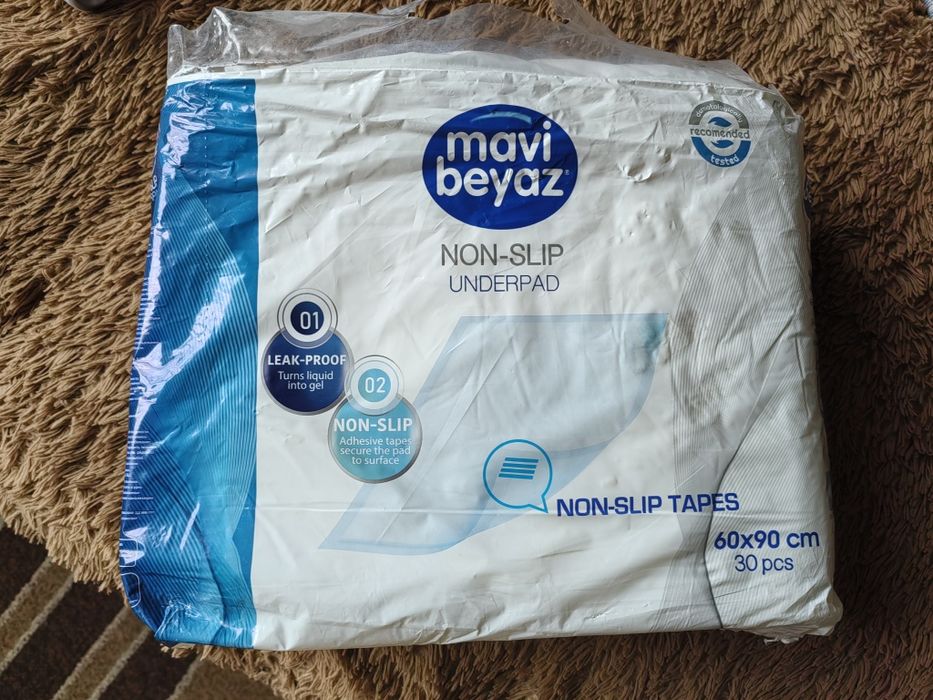 mavi
beyaz
dermatologically
recomended
tested
NON-SLIP
UNDERPAD
01
LEAK-PROOF
Turns liquid
into gel
02
NON-SLIP
Adhesive tapes
secure the pad
to surface
NON-SLIP TAPES
60x90 cm
30 pcs